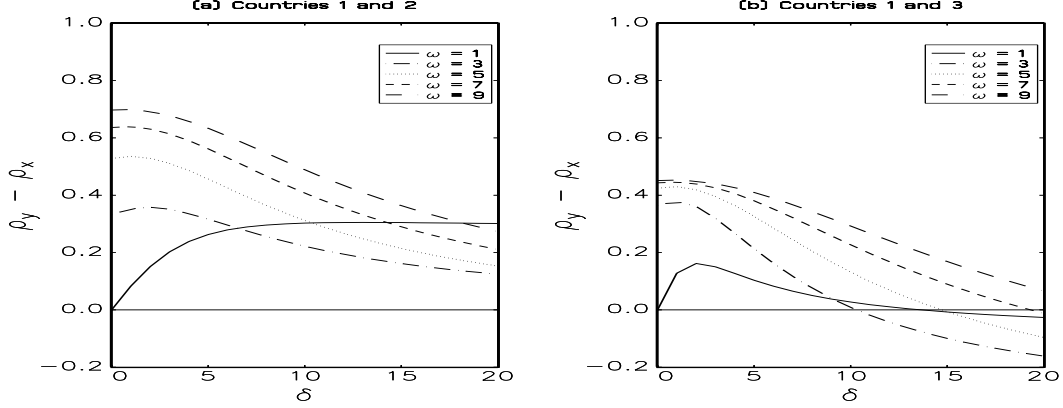 (a) Countries 1 and 2
1.0
0.8
0.6
0.4
0.2
0.0
−0.2
ρy − ρx
0 5 10 15 20
δ
ω = 1
ω = 3
ω = 5
ω = 7
ω = 9
(b) Countries 1 and 3
1.0
0.8
0.6
0.4
0.2
0.0
−0.2
ρy − ρx
0 5 10 15 20
δ
ω = 1
ω = 3
ω = 5
ω = 7
ω = 9